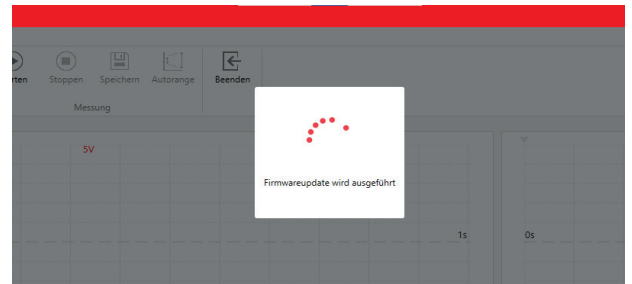 rten Stoppen Speichern Autorange Beenden
Messung
5V
Firmwareupdate wird ausgeführt
1s 0s